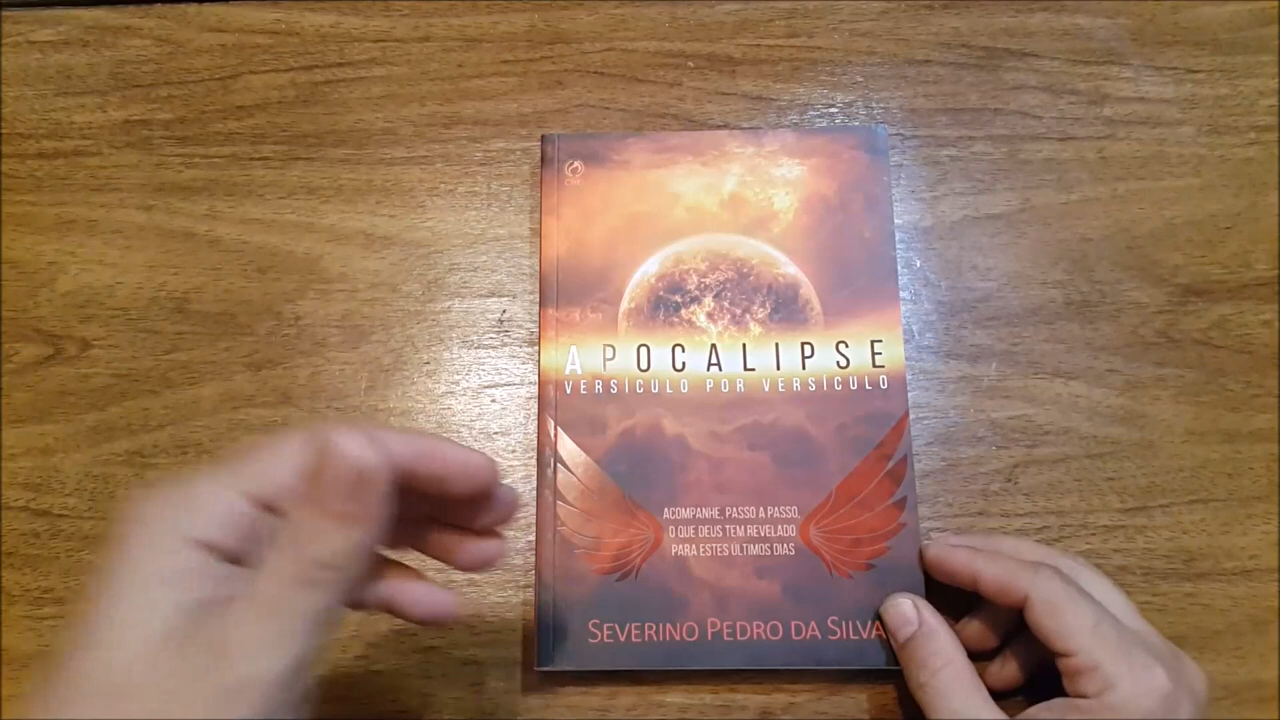 CPAD
APOCALIPSE
VERSÍCULO POR VERSÍCULO
ACOMPANHE, PASSO A PASSO,
O QUE DEUS TEM REVELADO
PARA ESTES ÚLTIMOS DIAS
SEVERINO PEDRO DA SILVA